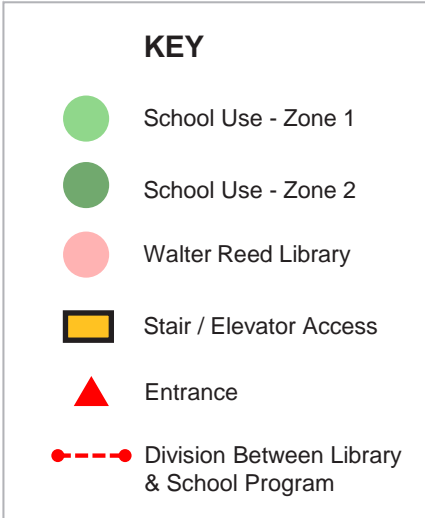 KEY
School Use - Zone 1
School Use - Zone 2
Walter Reed Library
Stair / Elevator Access
Entrance
Division Between Library
& School Program